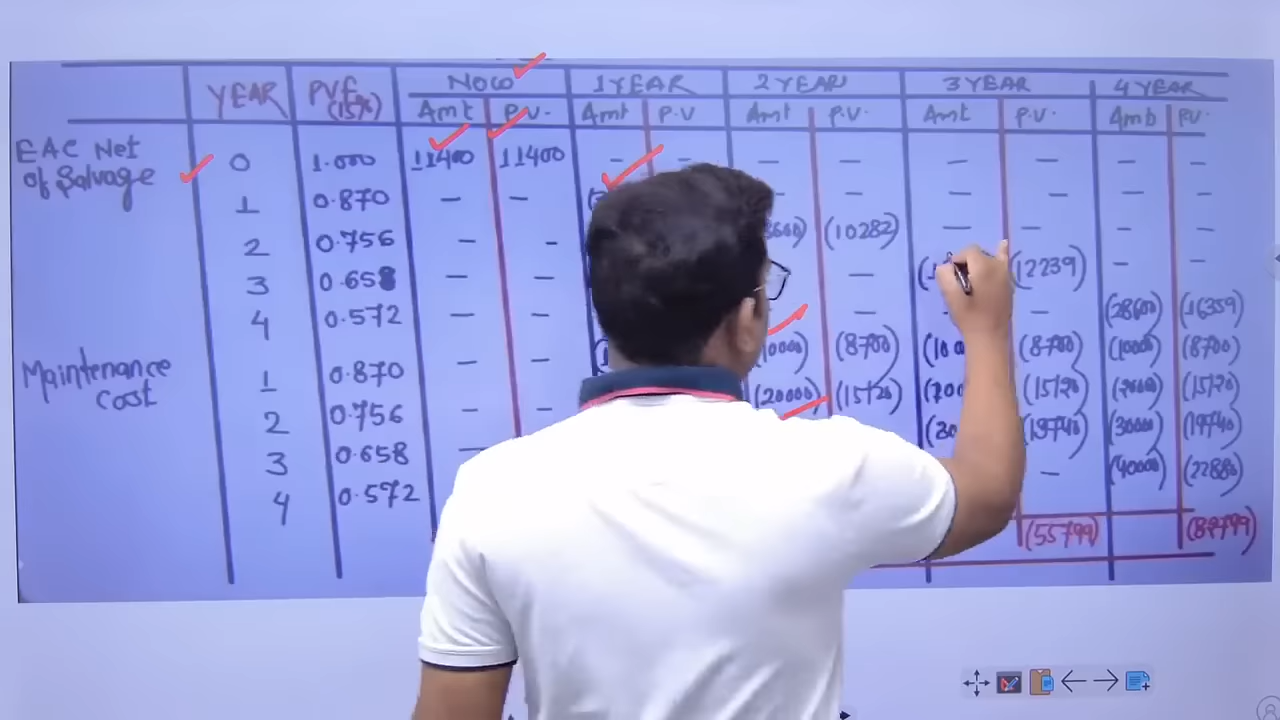 YEAR PVF (15%) Now 1 YEAR 2 YEAR 3 YEAR 4 YEAR
Amt P.V. Amt P.V Amt P.V. Amt P.V. Amt PV.
EAC Net of Salvage
0 1.000 11400 11400 - - - - - - - -
1 0.870 - - - - - - -
2 0.756 - - (10282) - - -
3 0.658 - - - (12239) - -
4 0.572 - - - - (28600) (16359)
Maintenance cost
1 0.870 - - (8700) (8700) (10000) (8700)
2 0.756 - - (20000) (15120) (15120) (20000) (15120)
3 0.658 - (19740) (30000) (19740)
4 0.572 - (40000) (22880)
(55799)